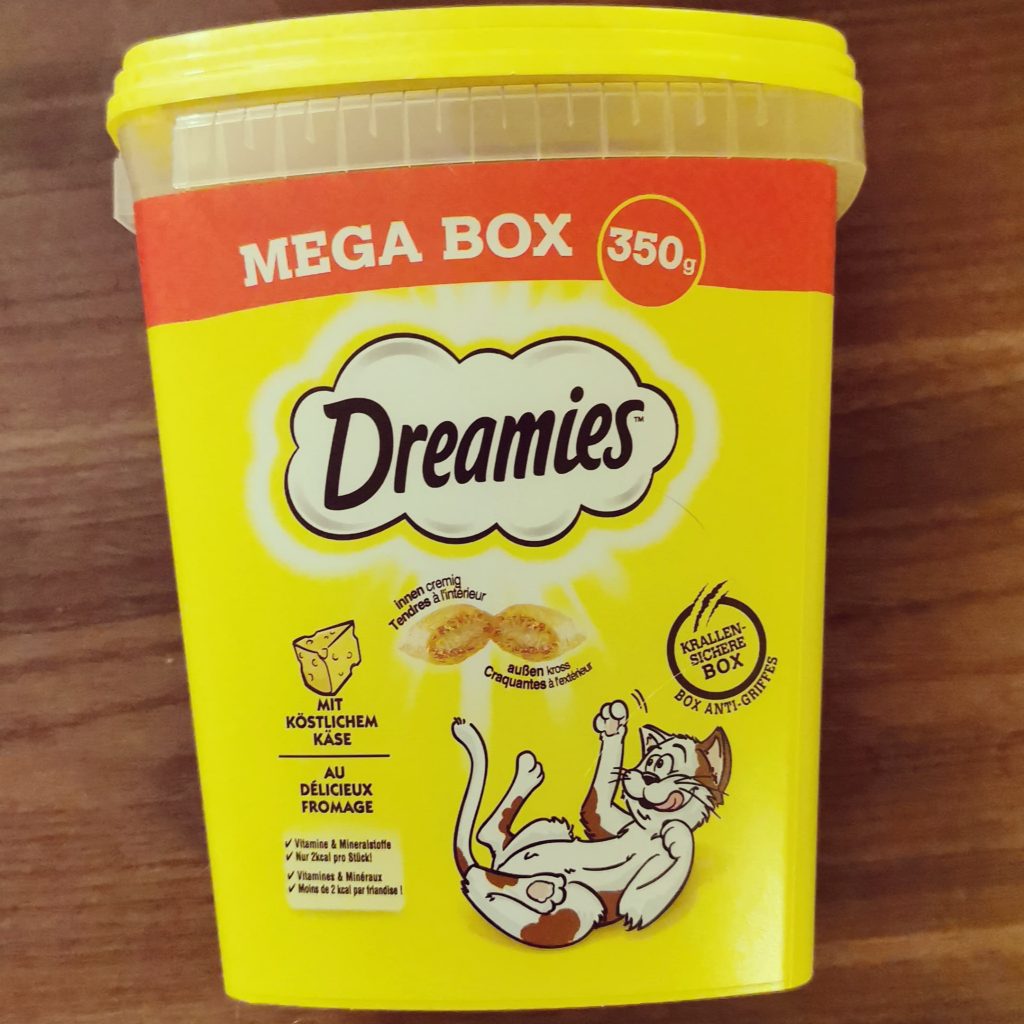 MEGA BOX 350g
Dreamies™
innen cremig
Tendres à l'intérieur
außen kross
Craquantes à l'extérieur
KRALLEN-
SICHERE
BOX
BOX ANTI-GRIFFES
MIT
KÖSTLICHEM
KÄSE
AU
DÉLICIEUX
FROMAGE
✓ Vitamine & Mineralstoffe
✓ Nur 2kcal pro Stück!
✓ Vitamines & Minéraux
✓ Moins de 2 kcal par friandise !